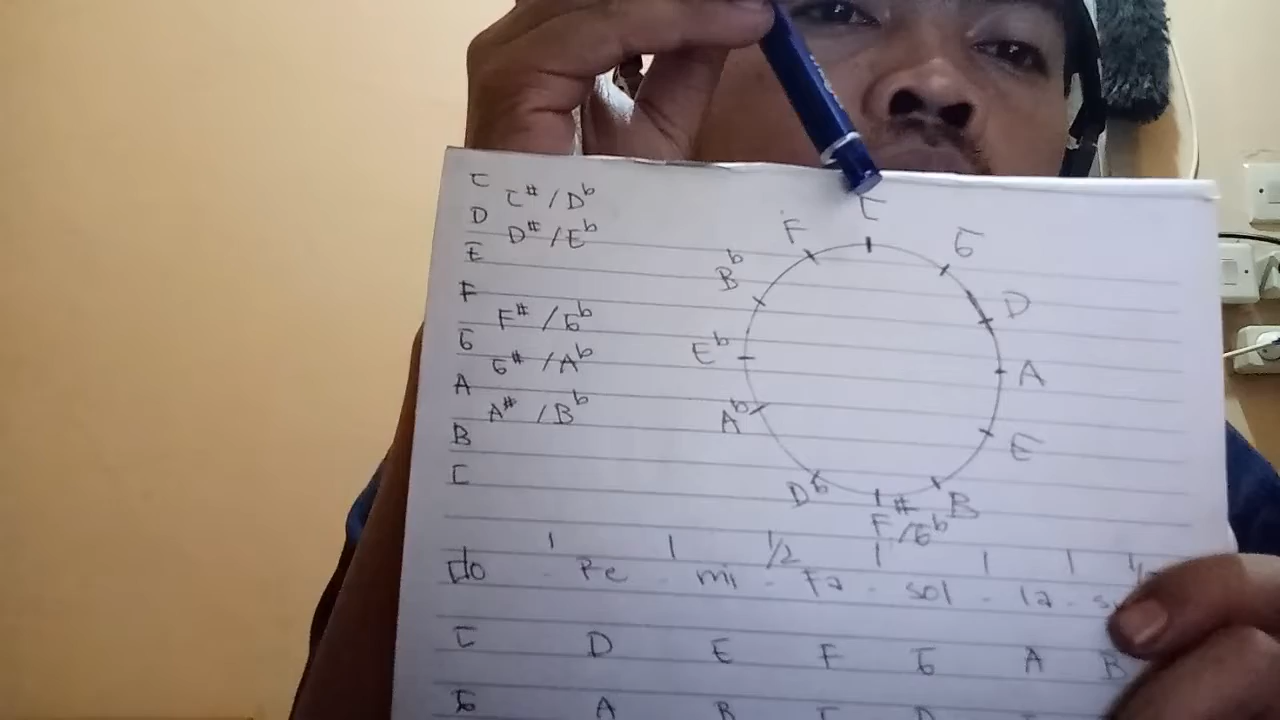 C
C# / Db
D
D# / Eb
E
F
F# / Gb
G
G# / Ab
A
A# / Bb
B
C
C
G
D
A
E
B
F# / Gb
Db
Ab
Eb
Bb
F
1 1 1/2 1 1 1
do - Re - mi - Fa - sol - la -
C D E F G A B
G A B C D